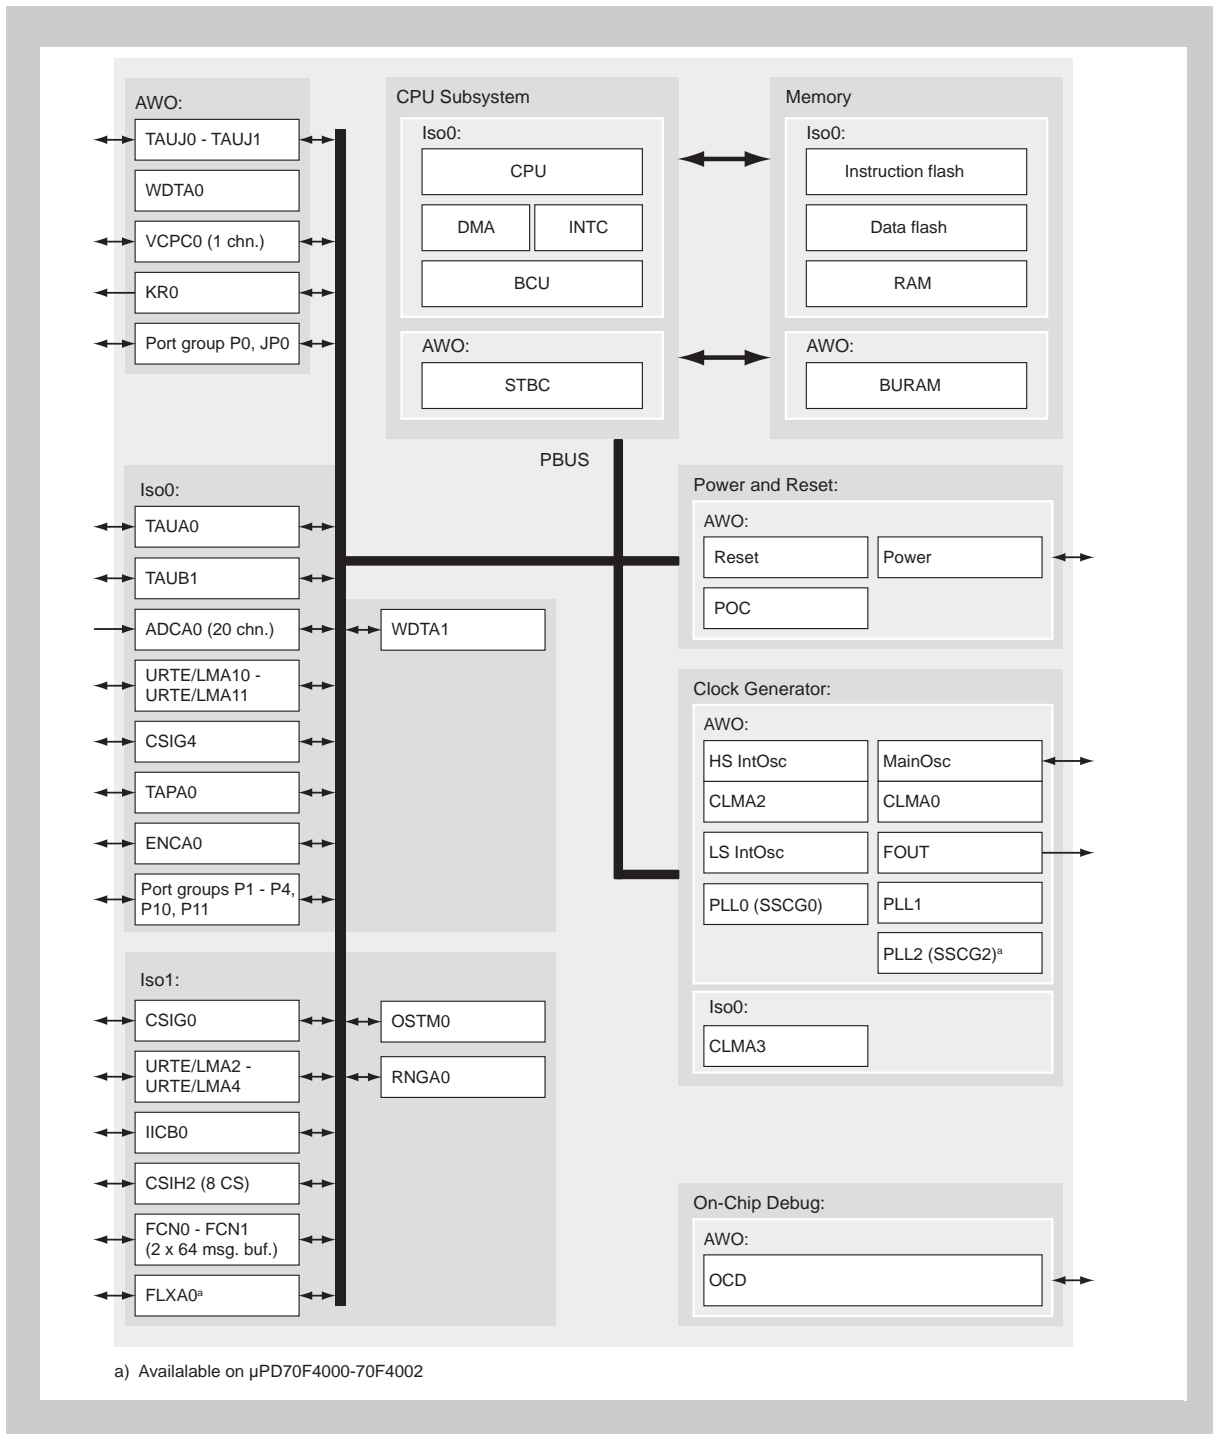 AWO:
TAUJ0 - TAUJ1
WDTA0
VCPC0 (1 chn.)
KR0
Port group P0, JP0
CPU Subsystem
Iso0:
CPU
DMA
INTC
BCU
AWO:
STBC
Memory
Iso0:
Instruction flash
Data flash
RAM
AWO:
BURAM
PBUS
Iso0:
TAUA0
TAUB1
ADCA0 (20 chn.)
URTE/LMA10 -
URTE/LMA11
CSIG4
TAPA0
ENCA0
Port groups P1 - P4,
P10, P11
WDTA1
Power and Reset:
AWO:
Reset
Power
POC
Clock Generator:
AWO:
HS IntOsc
MainOsc
CLMA2
CLMA0
LS IntOsc
FOUT
PLL0 (SSCG0)
PLL1
PLL2 (SSCG2)ᵃ
Iso0:
CLMA3
Iso1:
CSIG0
URTE/LMA2 -
URTE/LMA4
IICB0
CSIH2 (8 CS)
FCN0 - FCN1
(2 x 64 msg. buf.)
FLXA0ᵃ
OSTM0
RNGA0
On-Chip Debug:
AWO:
OCD
a) Availalable on µPD70F4000-70F4002